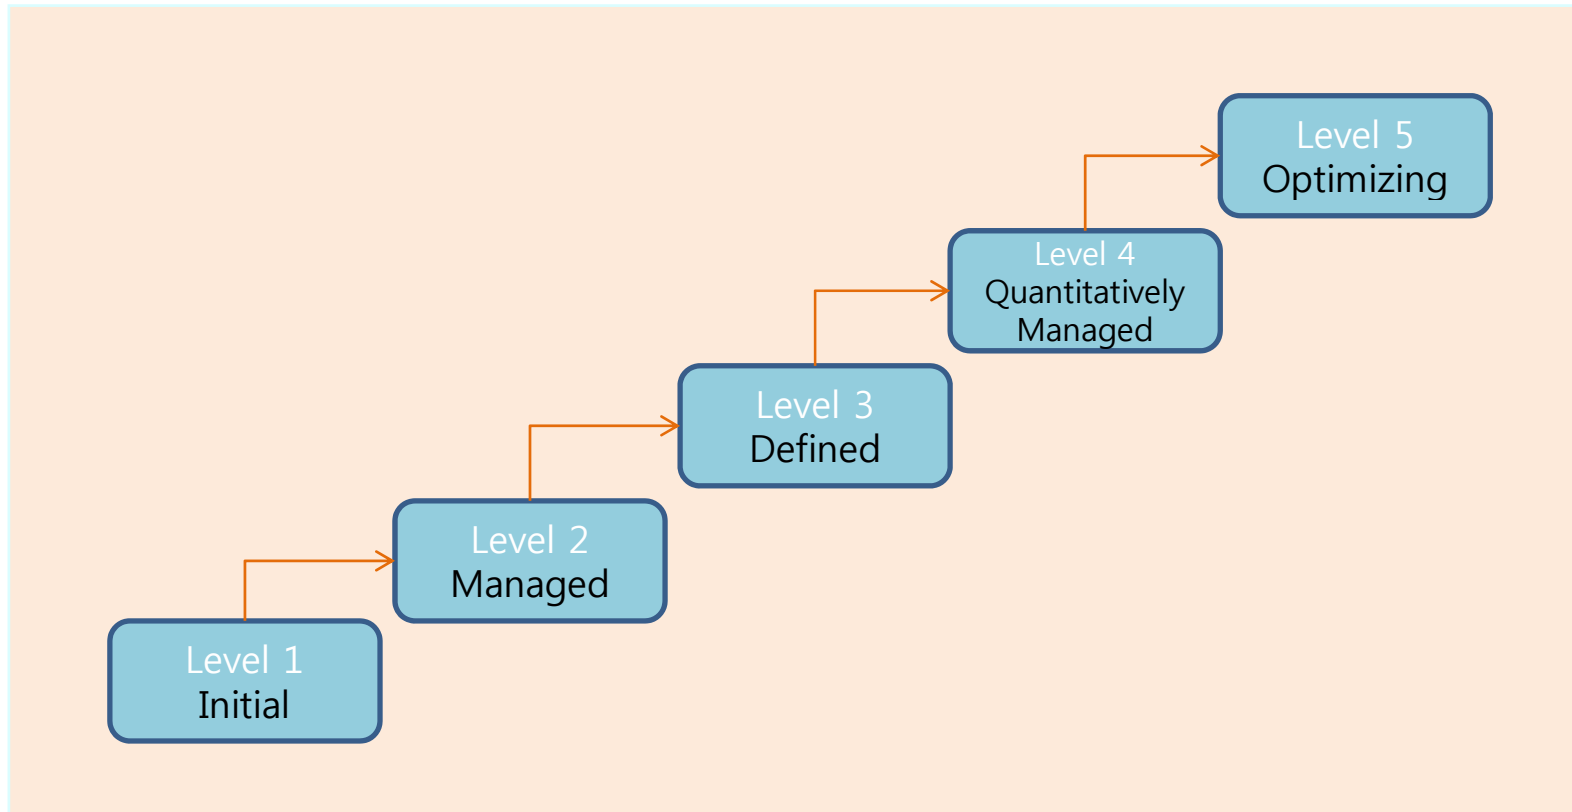 Level 5
Optimizing
Level 4
Quantitatively
Managed
Level 3
Defined
Level 2
Managed
Level 1
Initial